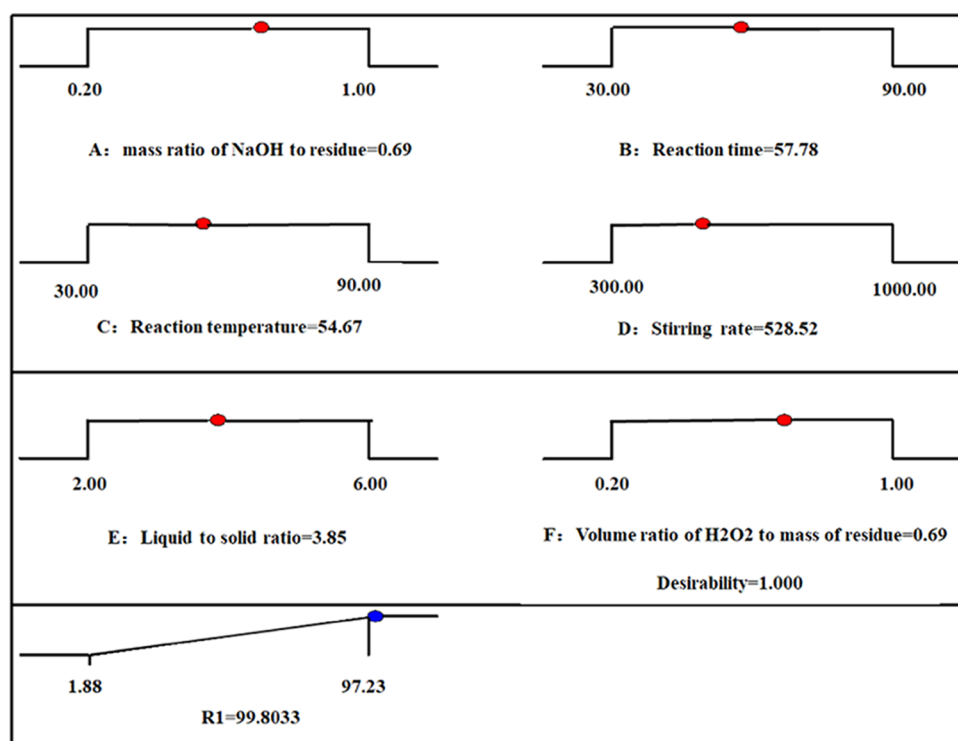 0.20 1.00 30.00 90.00
A: mass ratio of NaOH to residue=0.69 B: Reaction time=57.78
30.00 90.00 300.00 1000.00
C: Reaction temperature=54.67 D: Stirring rate=528.52
2.00 6.00 0.20 1.00
E: Liquid to solid ratio=3.85 F: Volume ratio of H2O2 to mass of residue=0.69
Desirability=1.000
1.88 97.23
R1=99.8033